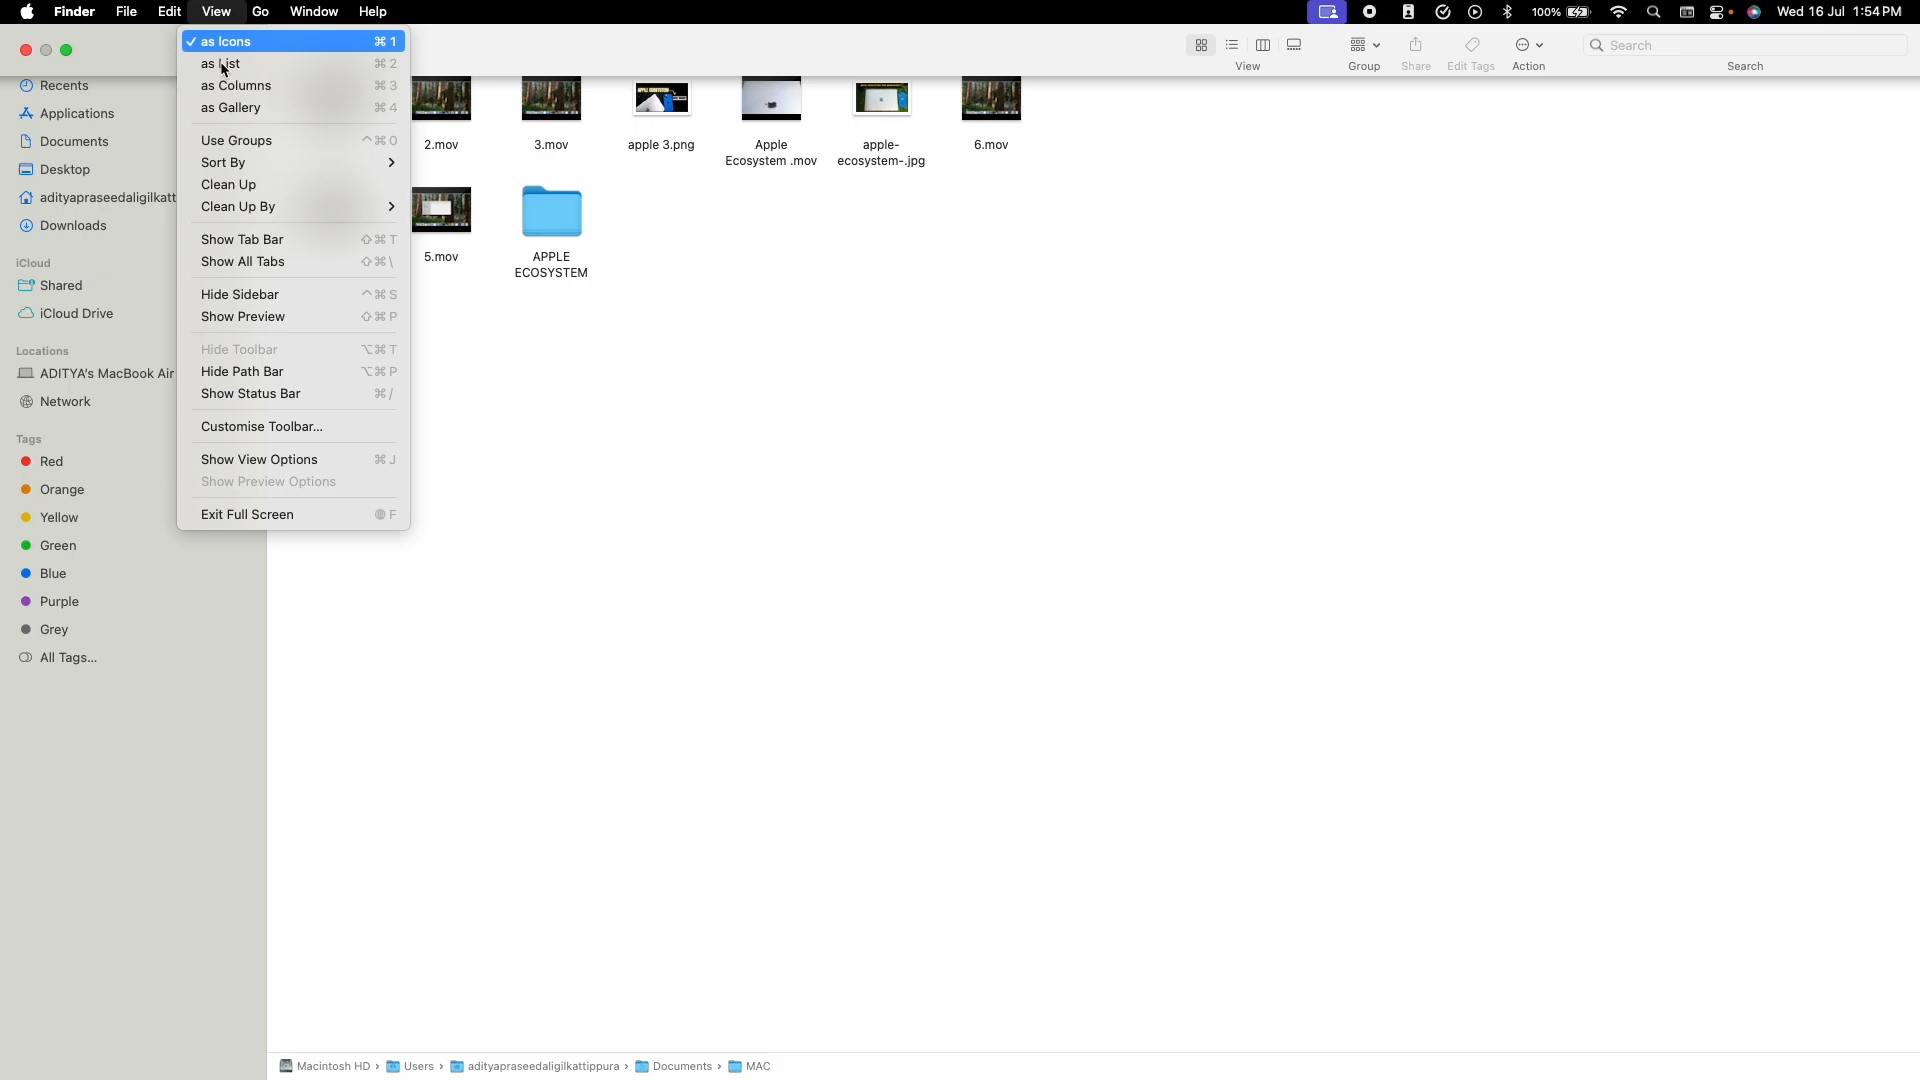 Finder File Edit View Go Window Help
100% Wed 16 Jul 1:54 PM
✓ as Icons ⌘ 1
as List ⌘ 2
as Columns ⌘ 3
as Gallery ⌘ 4
Use Groups ^ ⌘ 0
Sort By >
Clean Up
Clean Up By >
Show Tab Bar ⇧ ⌘ T
Show All Tabs ⇧ ⌘ \
Hide Sidebar ^ ⌘ S
Show Preview ⇧ ⌘ P
Hide Toolbar ⌥ ⌘ T
Hide Path Bar ⌥ ⌘ P
Show Status Bar ⌘ /
Customise Toolbar...
Show View Options ⌘ J
Show Preview Options
Exit Full Screen F
View Group Share Edit Tags Action
Search
Search
Recents
Applications
Documents
Desktop
adityapraseedaligilkatt
Downloads
iCloud
Shared
iCloud Drive
Locations
ADITYA's MacBook Air
Network
Tags
Red
Orange
Yellow
Green
Blue
Purple
Grey
All Tags...
2.mov
3.mov
apple 3.png
Apple
Ecosystem .mov
apple-
ecosystem-.jpg
6.mov
5.mov
APPLE
ECOSYSTEM
Macintosh HD › Users › adityapraseedaligilkattippura › Documents › MAC